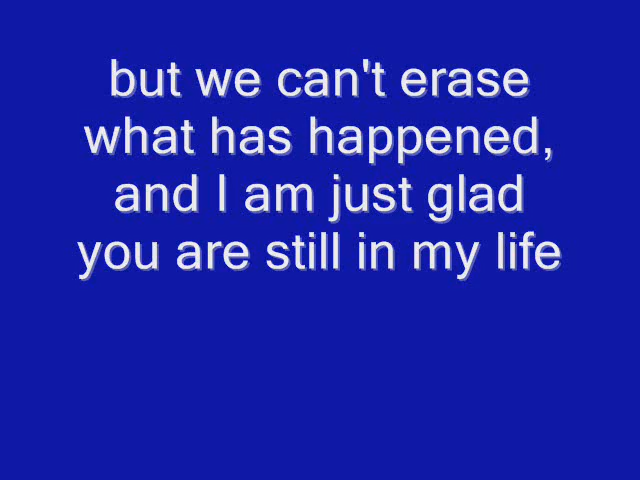 but we can't erase
what has happened,
and I am just glad
you are still in my life